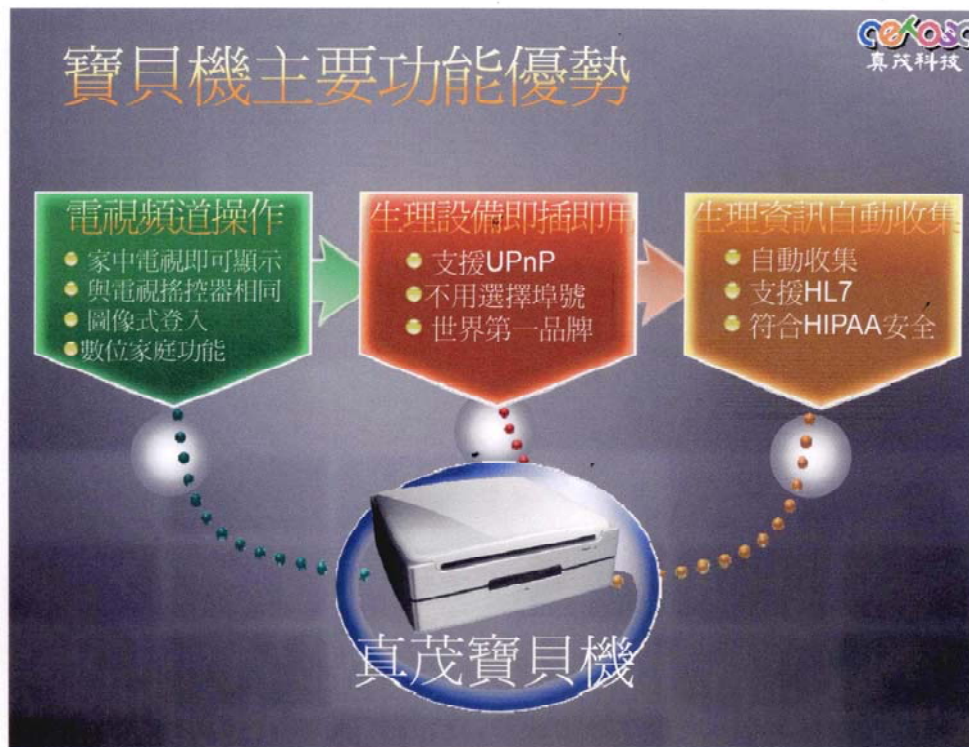 真茂科技
寶貝機主要功能優勢
電視頻道操作
家中電視即可顯示
與電視搖控器相同
圖像式登入
數位家庭功能
生理設備即插即用
支援UPnP
不用選擇埠號
世界第一品牌
生理資訊自動收集
自動收集
支援HL7
符合HIPAA安全
真茂寶貝機